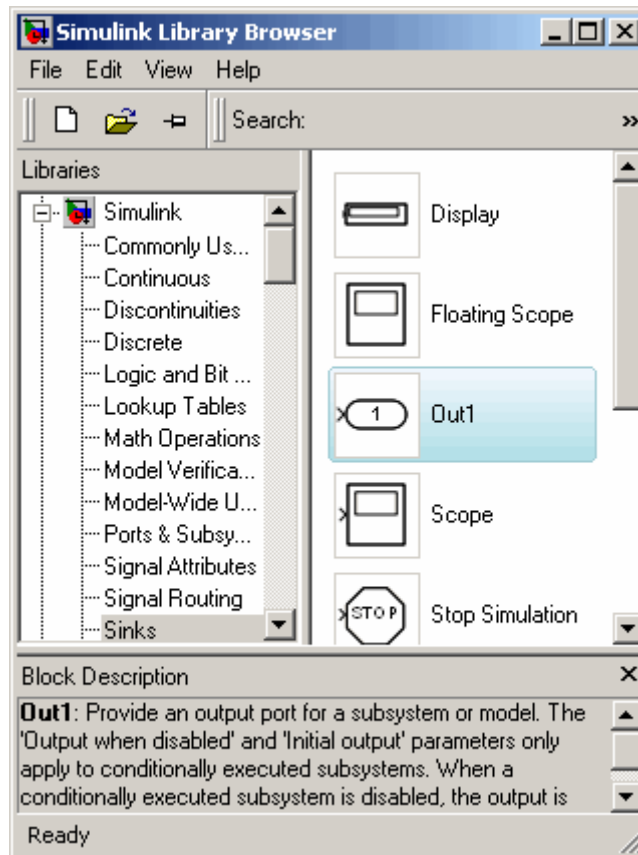 Simulink Library Browser
File Edit View Help
Search:
»
Libraries
Simulink
Commonly Us...
Continuous
Discontinuities
Discrete
Logic and Bit ...
Lookup Tables
Math Operations
Model Verifica...
Model-Wide U...
Ports & Subsy...
Signal Attributes
Signal Routing
Sinks
Display
Floating Scope
1
Out1
Scope
STOP
Stop Simulation
Block Description
Out1: Provide an output port for a subsystem or model. The
'Output when disabled' and 'Initial output' parameters only
apply to conditionally executed subsystems. When a
conditionally executed subsystem is disabled, the output is
Ready